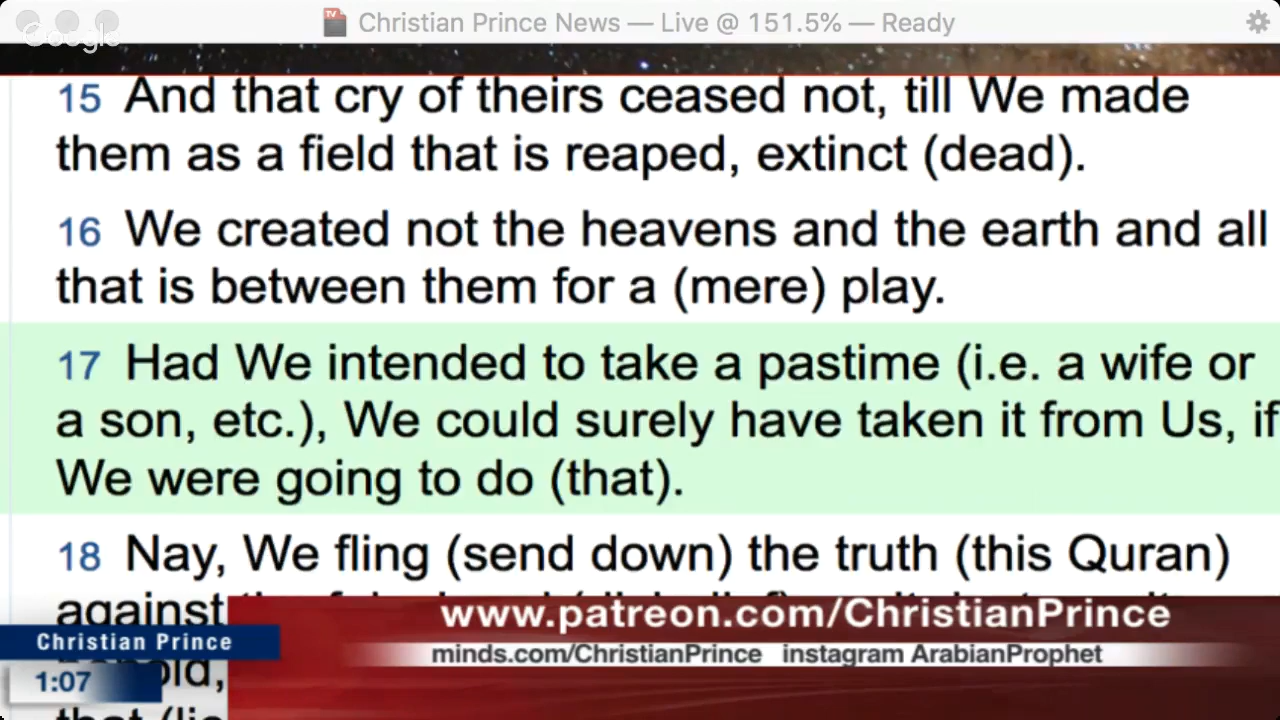 Christian Prince News — Live @ 151.5% — Ready
Google
TV
15 And that cry of theirs ceased not, till We made
them as a field that is reaped, extinct (dead).
16 We created not the heavens and the earth and all
that is between them for a (mere) play.
17 Had We intended to take a pastime (i.e. a wife or
a son, etc.), We could surely have taken it from Us, if
We were going to do (that).
18 Nay, We fling (send down) the truth (this Quran)
against the
www.patreon.com/ChristianPrince
Christian Prince
minds.com/ChristianPrince instagram ArabianProphet
1:07